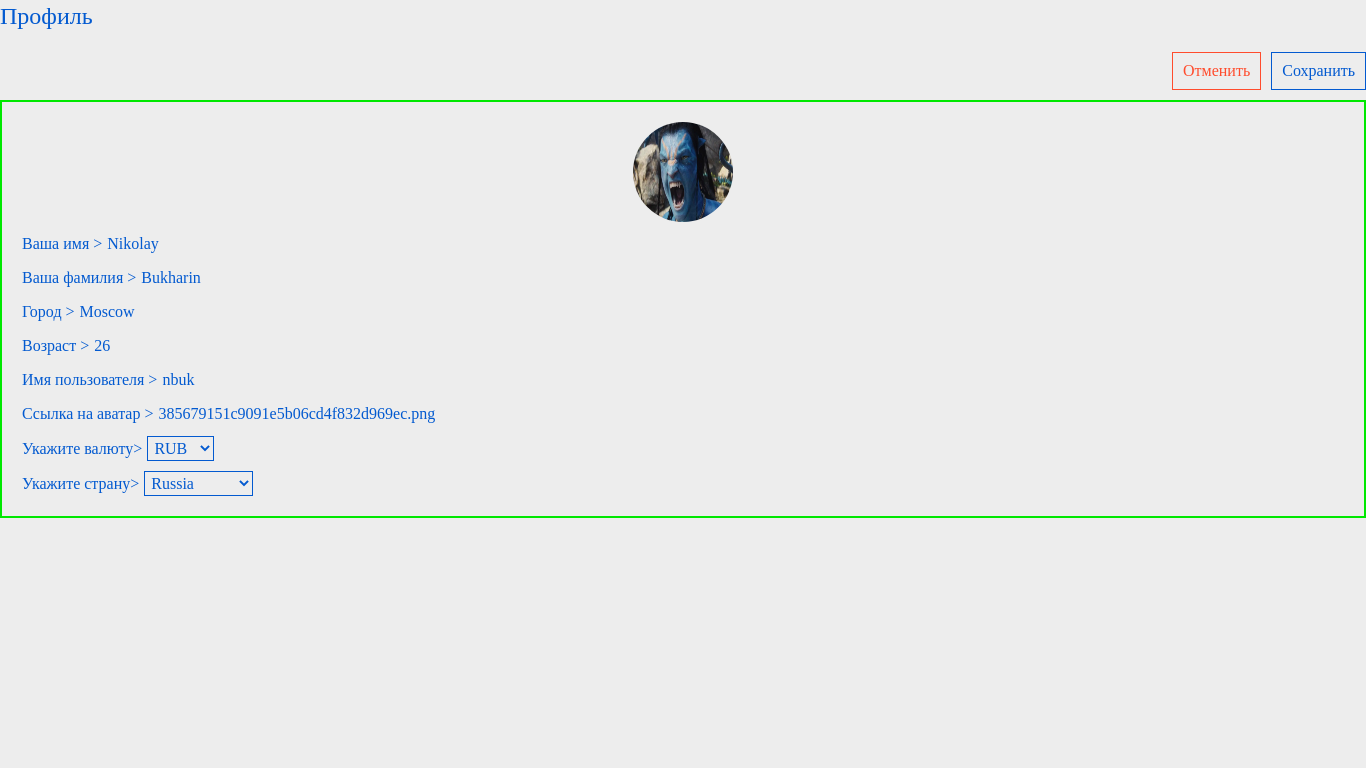 Профиль
Отменить Сохранить
Ваша имя > Nikolay
Ваша фамилия > Bukharin
Город > Moscow
Возраст > 26
Имя пользователя > nbuk
Ссылка на аватар > 385679151c9091e5b06cd4f832d969ec.png
Укажите валюту> RUB
Укажите страну> Russia